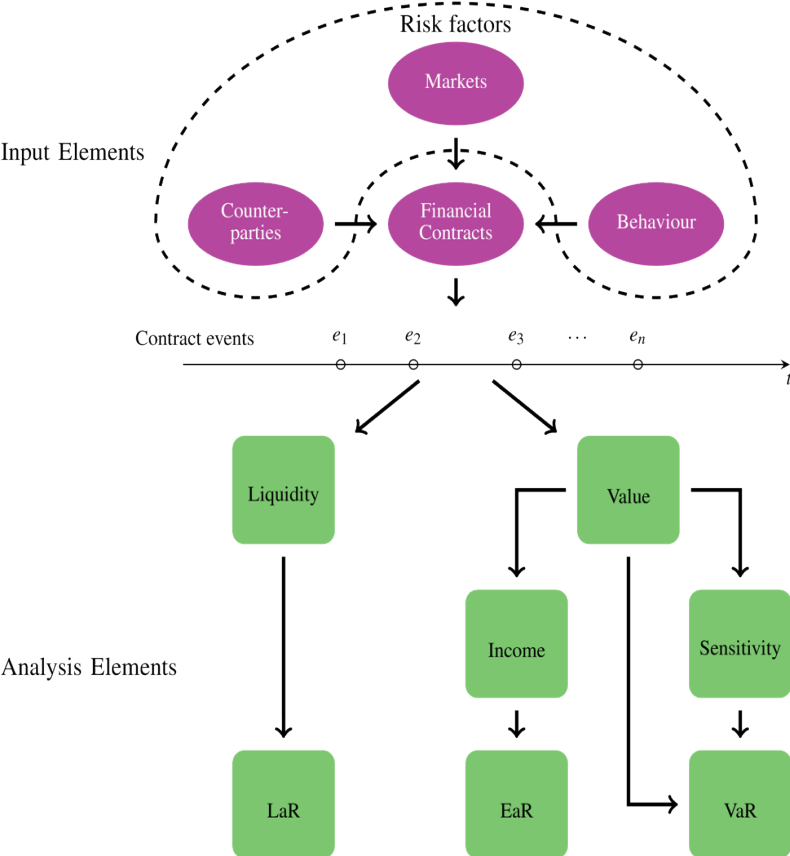 Risk factors
Markets
Input Elements
Counter-
parties
Financial
Contracts
Behaviour
Contract events
e1
e2
e3
...
en
t
Liquidity
Value
Income
Sensitivity
Analysis Elements
LaR
EaR
VaR